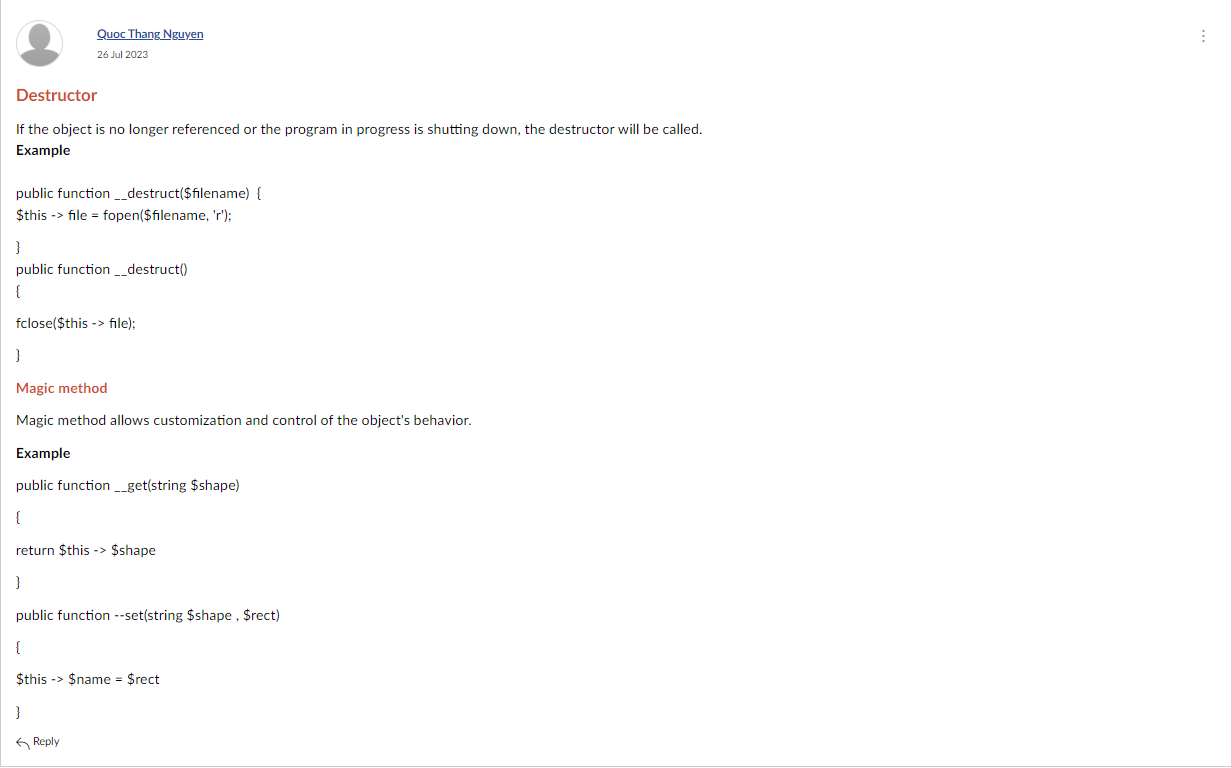 Quoc Thang Nguyen
26 Jul 2023
Destructor
If the object is no longer referenced or the program in progress is shutting down, the destructor will be called.
Example
public function __destruct($filename) {
$this -> file = fopen($filename, 'r');
}
public function __destruct()
{
fclose($this -> file);
}
Magic method
Magic method allows customization and control of the object's behavior.
Example
public function __get(string $shape)
{
return $this -> $shape
}
public function --set(string $shape , $rect)
{
$this -> $name = $rect
}
Reply